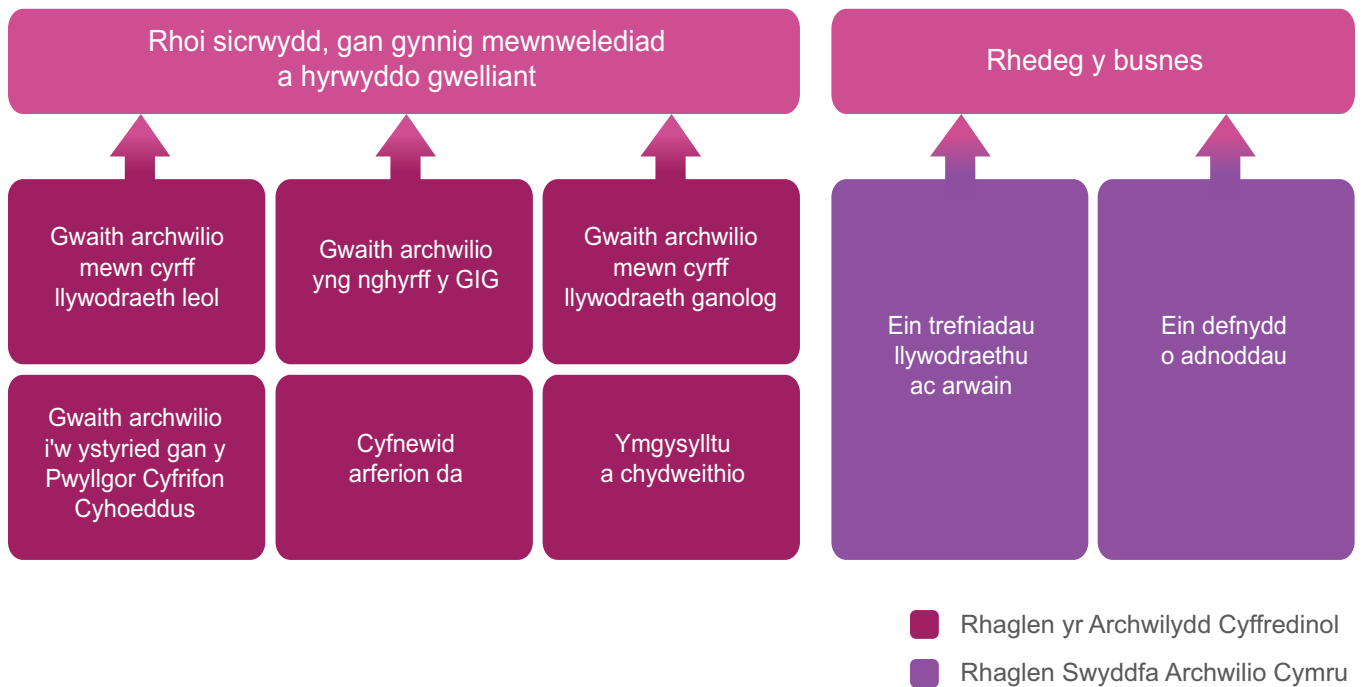 Rhoi sicrwydd, gan gynnig mewnwelediad
a hyrwyddo gwelliant
Rhedeg y busnes
Gwaith archwilio
mewn cyrff
llywodraeth leol
Gwaith archwilio
yng nghyrff y GIG
Gwaith archwilio
mewn cyrff
llywodraeth ganolog
Ein trefniadau
llywodraethu
ac arwain
Ein defnydd
o adnoddau
Gwaith archwilio
i'w ystyried gan y
Pwyllgor Cyfrifon
Cyhoeddus
Cyfnewid
arferion da
Ymgysylltu
a chydweithio
Rhaglen yr Archwilydd Cyffredinol
Rhaglen Swyddfa Archwilio Cymru